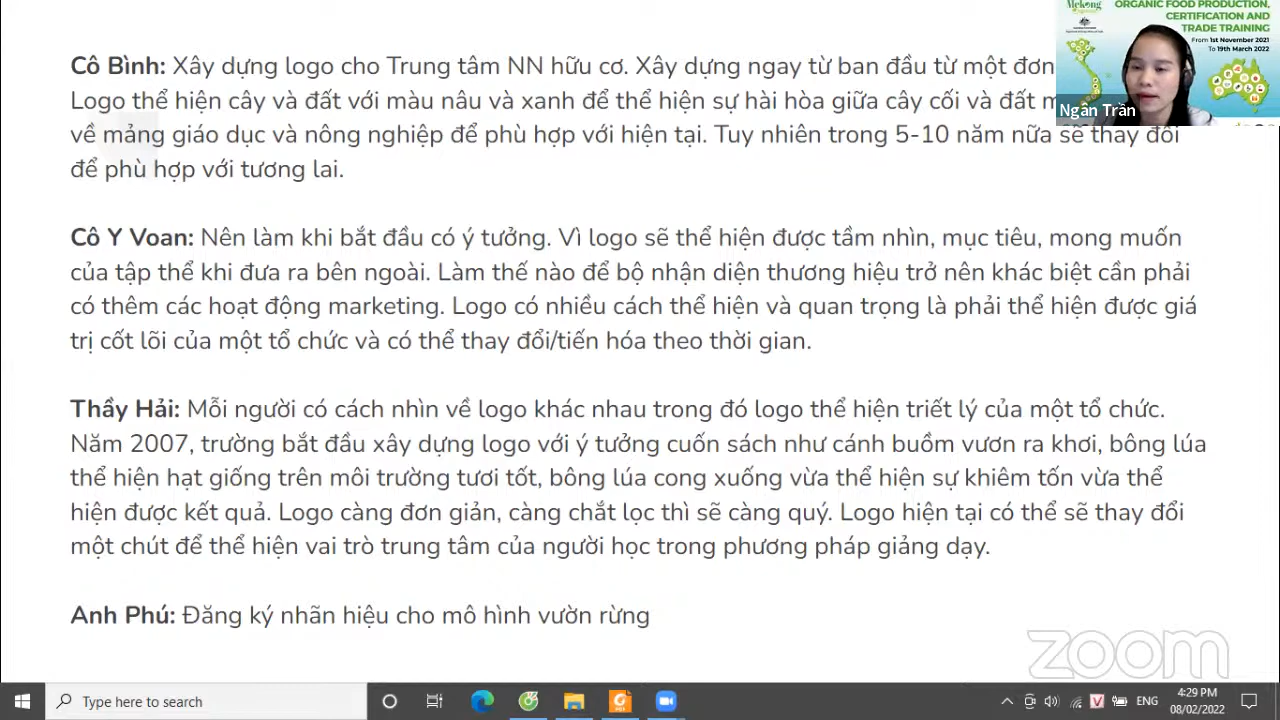 Cô Bình: Xây dựng logo cho Trung tâm NN hữu cơ. Xây dựng ngay từ ban đầu từ một đơn
Logo thể hiện cây và đất với màu nâu và xanh để thể hiện sự hài hòa giữa cây cối và đất
về mảng giáo dục và nông nghiệp để phù hợp với hiện tại. Tuy nhiên trong 5-10 năm nữa sẽ thay đổi
để phù hợp với tương lai.
Cô Y Voan: Nên làm khi bắt đầu có ý tưởng. Vì logo sẽ thể hiện được tầm nhìn, mục tiêu, mong muốn
của tập thể khi đưa ra bên ngoài. Làm thế nào để bộ nhận diện thương hiệu trở nên khác biệt cần phải
có thêm các hoạt động marketing. Logo có nhiều cách thể hiện và quan trọng là phải thể hiện được giá
trị cốt lõi của một tổ chức và có thể thay đổi/tiến hóa theo thời gian.
Thầy Hải: Mỗi người có cách nhìn về logo khác nhau trong đó logo thể hiện triết lý của một tổ chức.
Năm 2007, trường bắt đầu xây dựng logo với ý tưởng cuốn sách như cánh buồm vươn ra khơi, bông lúa
thể hiện hạt giống trên môi trường tươi tốt, bông lúa cong xuống vừa thể hiện sự khiêm tốn vừa thể
hiện được kết quả. Logo càng đơn giản, càng chắt lọc thì sẽ càng quý. Logo hiện tại có thể sẽ thay đổi
một chút để thể hiện vai trò trung tâm của người học trong phương pháp giảng dạy.
Anh Phú: Đăng ký nhãn hiệu cho mô hình vườn rừng
Mekong
ORGANIC FOOD PRODUCTION,
CERTIFICATION AND
TRADE TRAINING
From 1st November 2021
To 19th March 2022
Ngân Trần
zoom
Type here to search
ENG
4:29 PM
08/02/2022